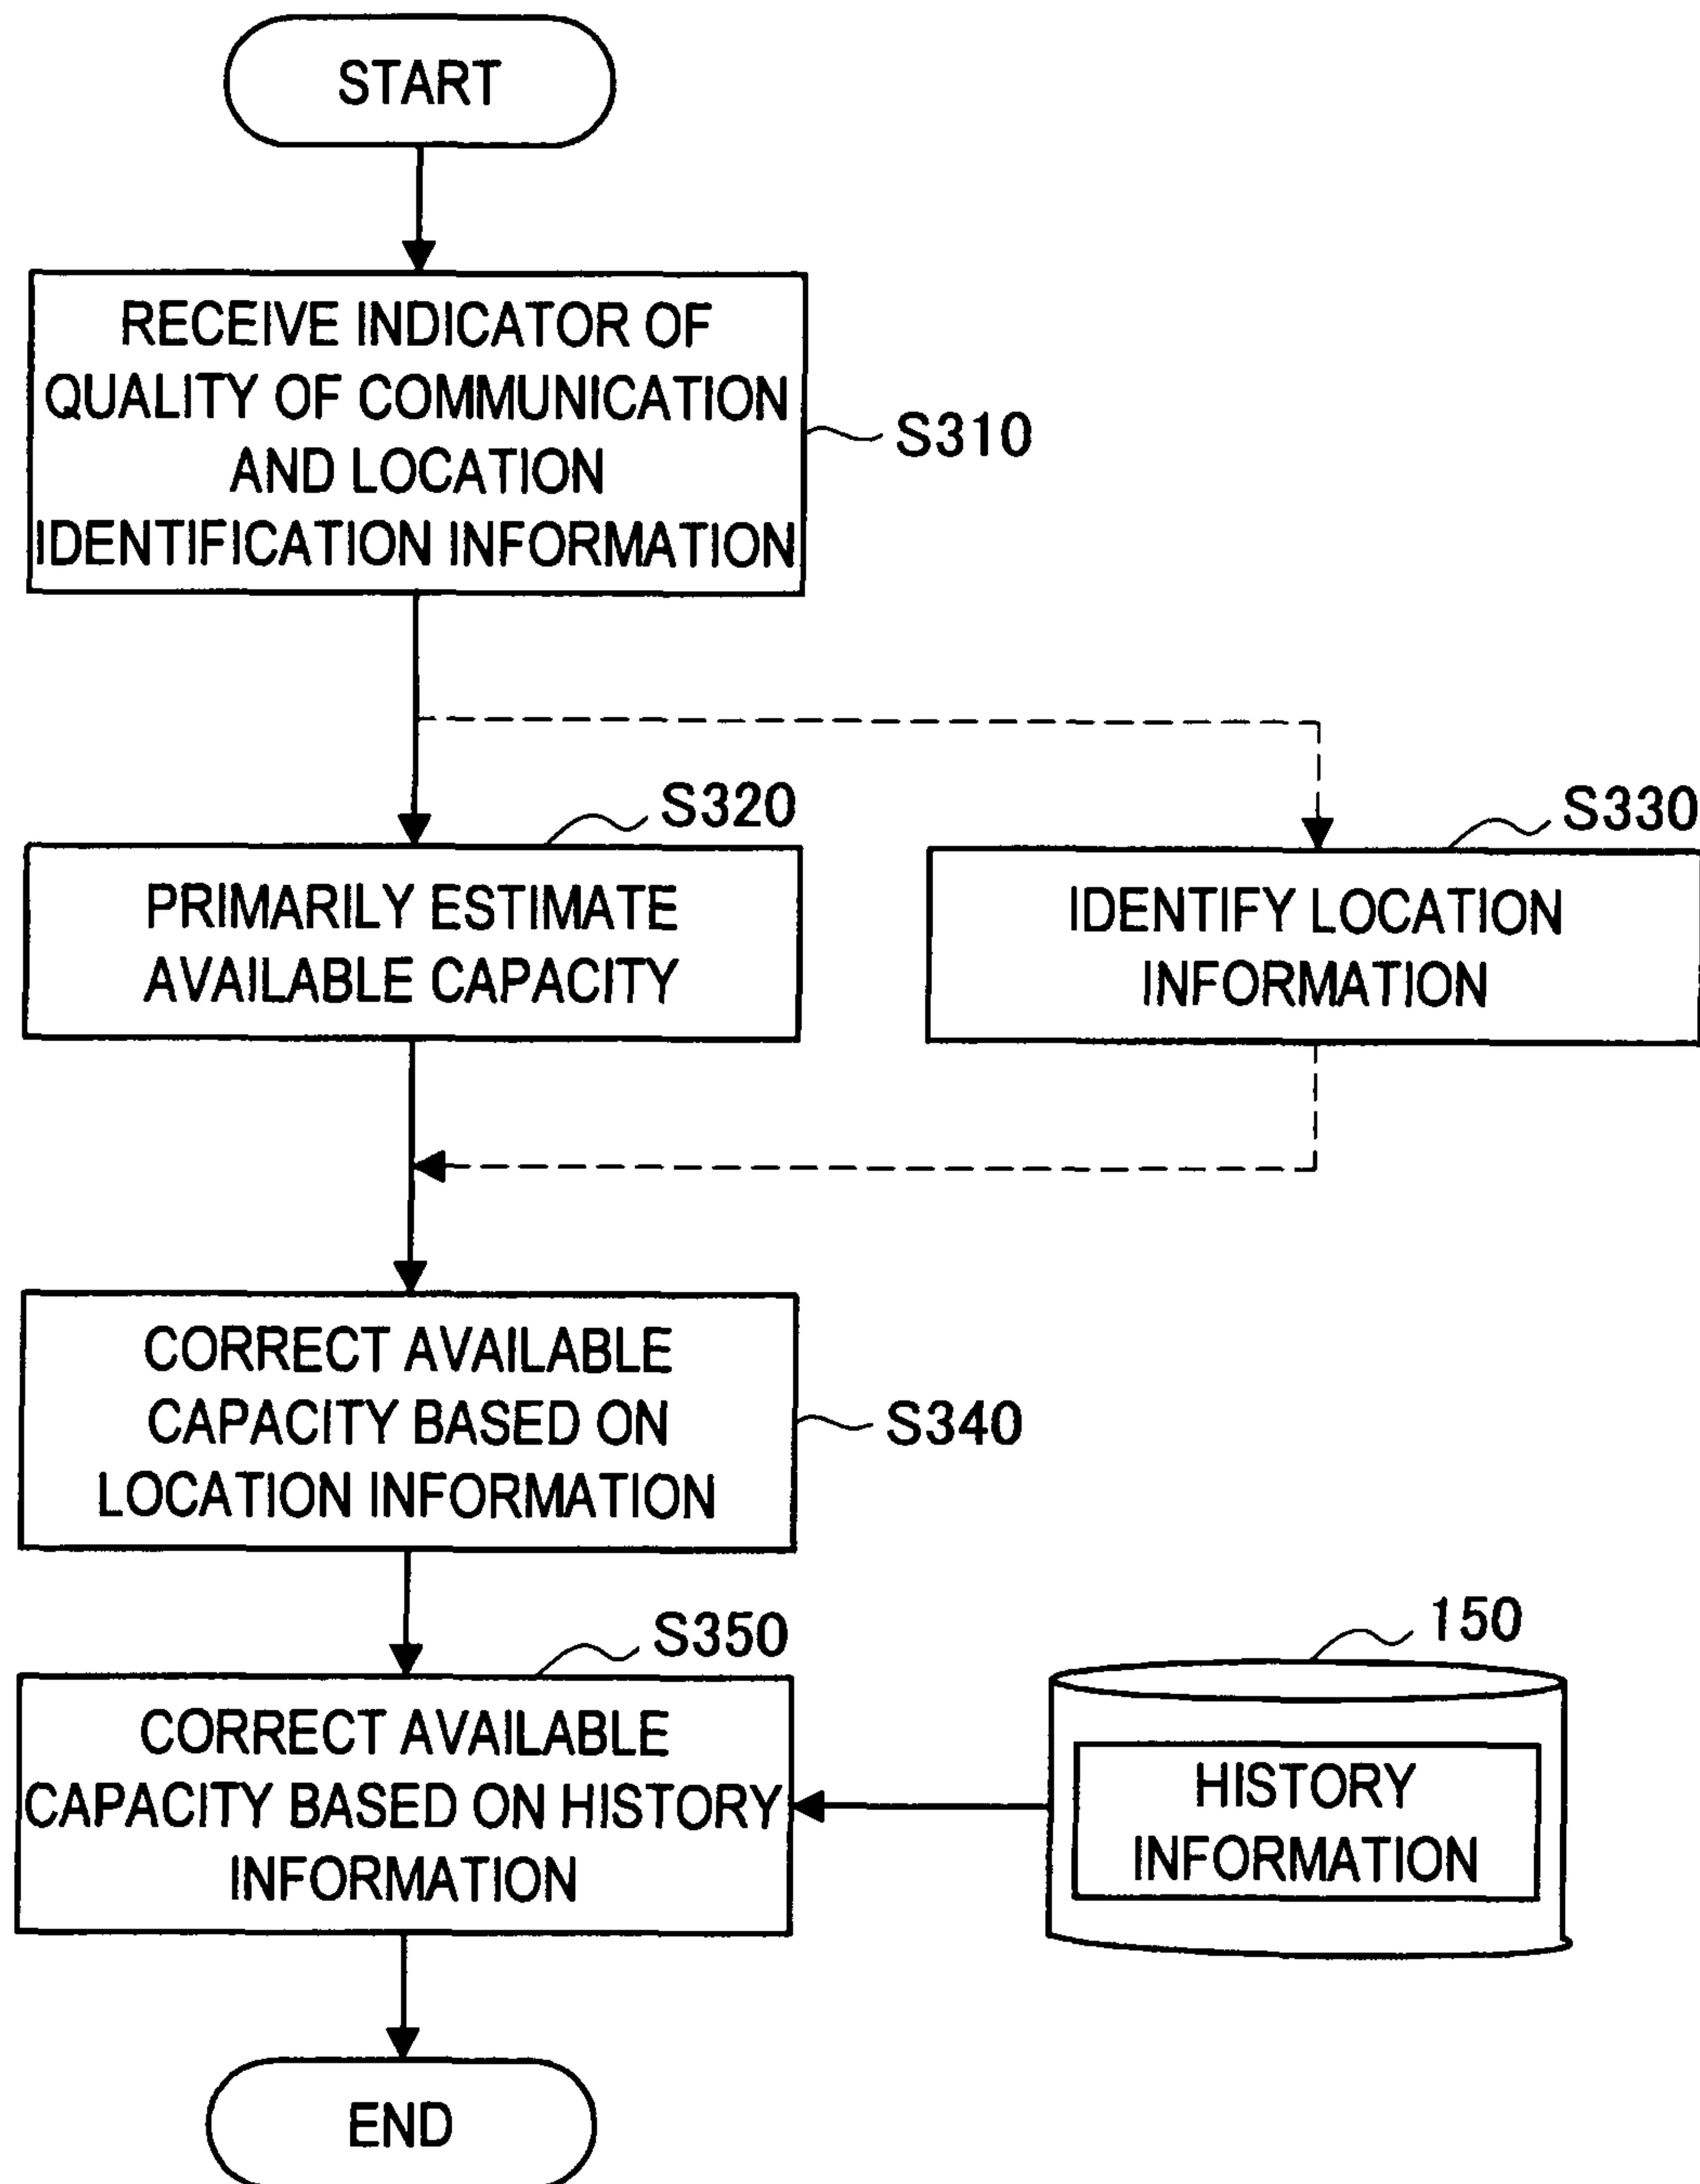 START
RECEIVE INDICATOR OF
QUALITY OF COMMUNICATION
AND LOCATION
IDENTIFICATION INFORMATION
S310
S320
PRIMARILY ESTIMATE
AVAILABLE CAPACITY
S330
IDENTIFY LOCATION
INFORMATION
CORRECT AVAILABLE
CAPACITY BASED ON
LOCATION INFORMATION
S340
S350
CORRECT AVAILABLE
CAPACITY BASED ON HISTORY
INFORMATION
150
HISTORY
INFORMATION
END